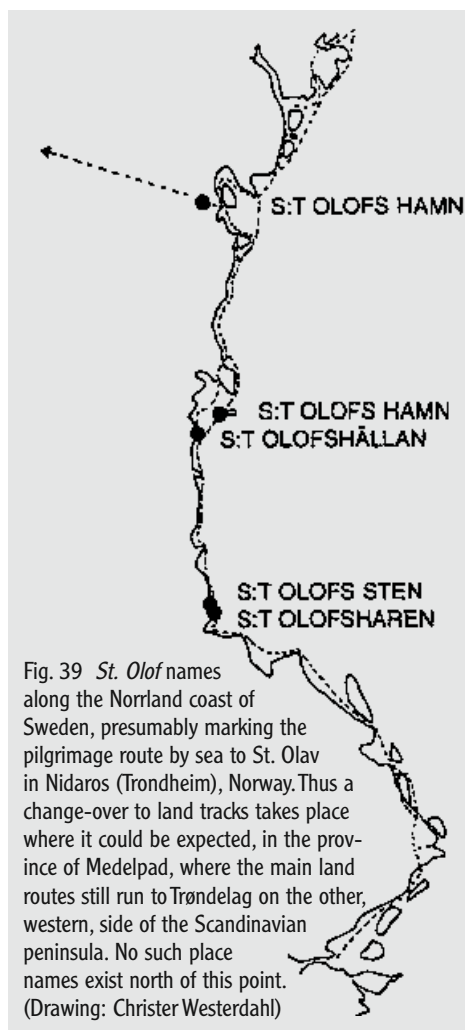 S:T OLOFS HAMN
S:T OLOFS HAMN
S:T OLOFSHÄLLAN
S:T OLOFS STEN
S:T OLOFSHAREN
Fig. 39 St. Olof names
along the Norrland coast of
Sweden, presumably marking the
pilgrimage route by sea to St. Olav
in Nidaros (Trondheim), Norway. Thus a
change-over to land tracks takes place
where it could be expected, in the prov-
ince of Medelpad, where the main land
routes still run to Trøndelag on the other,
western, side of the Scandinavian
peninsula. No such place
names exist north of this point.
(Drawing: Christer Westerdahl)